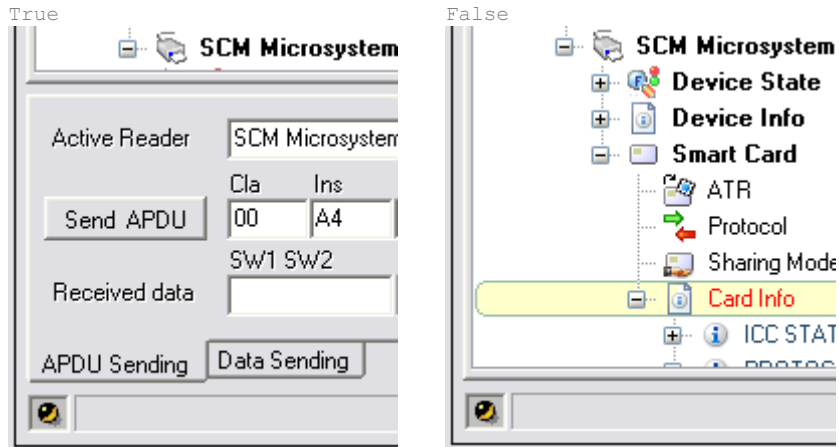 True
SCM Microsystem
Active Reader SCM Microsystem
Cla Ins
Send APDU 00 A4
SW1 SW2
Received data
APDU Sending Data Sending
False
SCM Microsystem
Device State
Device Info
Smart Card
ATR
Protocol
Sharing Mode
Card Info
ICC STAT